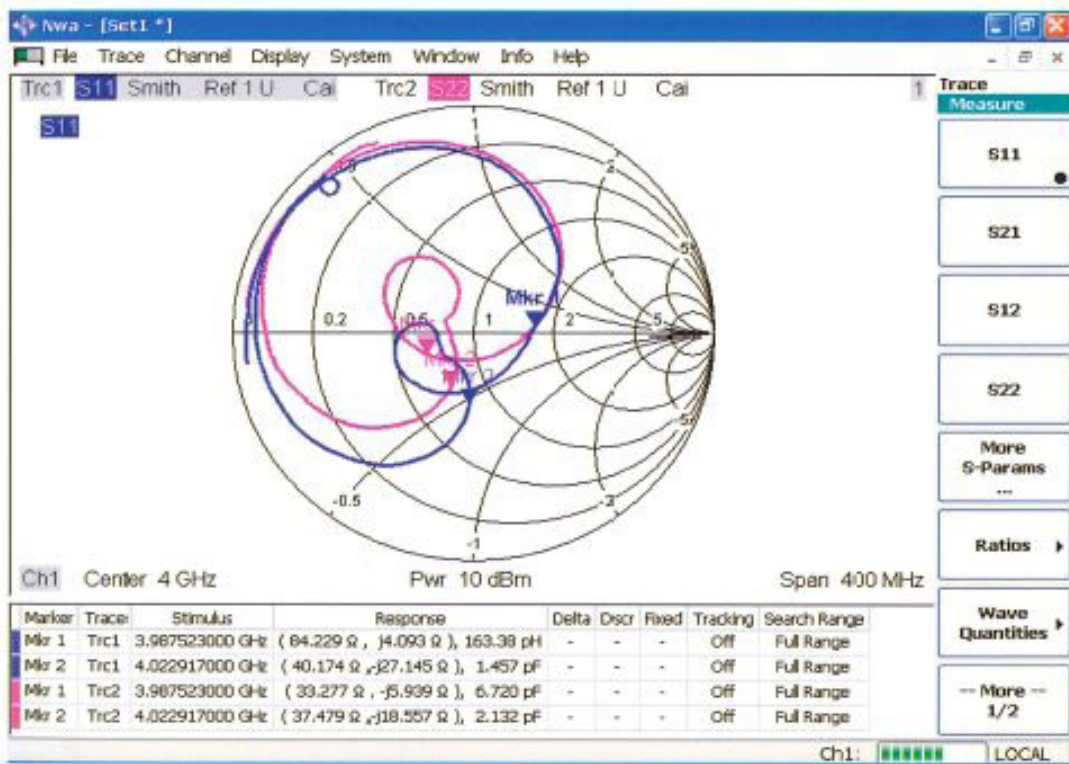 Nwa - [Set1 *]
File Trace Channel Display System Window Info Help
Trc1 S11 Smith Ref 1 U Cal Trc2 S22 Smith Ref 1 U Cal 1
S11
Trace
Measure
S11
S21
S12
S22
More
S-Params
...
Ratios
Wave
Quantities
-- More --
1/2
1
2
5
0.2 0.5 1 2 5
Mkr
-5
-0.5
-2
-1
Ch1 Center 4 GHz Pwr 10 dBm Span 400 MHz
Marker Trace Stimulus Response Delta Discr Fixed Tracking Search Range
Mkr 1 Trc1 3.987523000 GHz ( 84.229 Ω , j4.093 Ω ), 163.38 pH - - - Off Full Range
Mkr 2 Trc1 4.022917000 GHz ( 40.174 Ω ,-j27.145 Ω ), 1.457 pF - - - Off Full Range
Mkr 1 Trc2 3.987523000 GHz ( 33.277 Ω , -j5.939 Ω ), 6.720 pF - - - Off Full Range
Mkr 2 Trc2 4.022917000 GHz ( 37.479 Ω ,-j18.557 Ω ), 2.132 pF - - - Off Full Range
Ch1: LOCAL